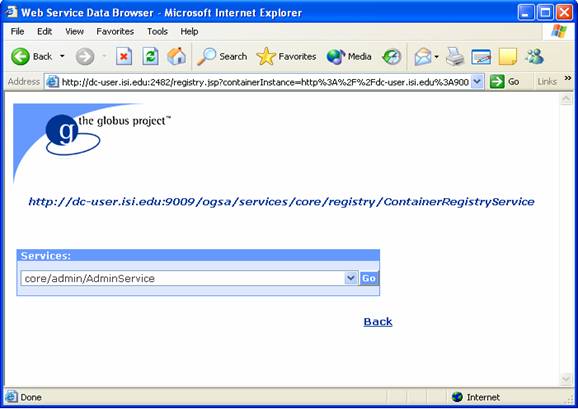 Web Service Data Browser - Microsoft Internet Explorer
File Edit View Favorites Tools Help
Back Search Favorites Media
Address http://dc-user.isi.edu:2482/registry.jsp?containerInstance=http%3A%2F%2Fdc-user.isi.edu%3A900 Go Links »
g the globus project™
http://dc-user.isi.edu:9009/ogsa/services/core/registry/ContainerRegistryService
Services:
core/admin/AdminService Go
Back
Done Internet